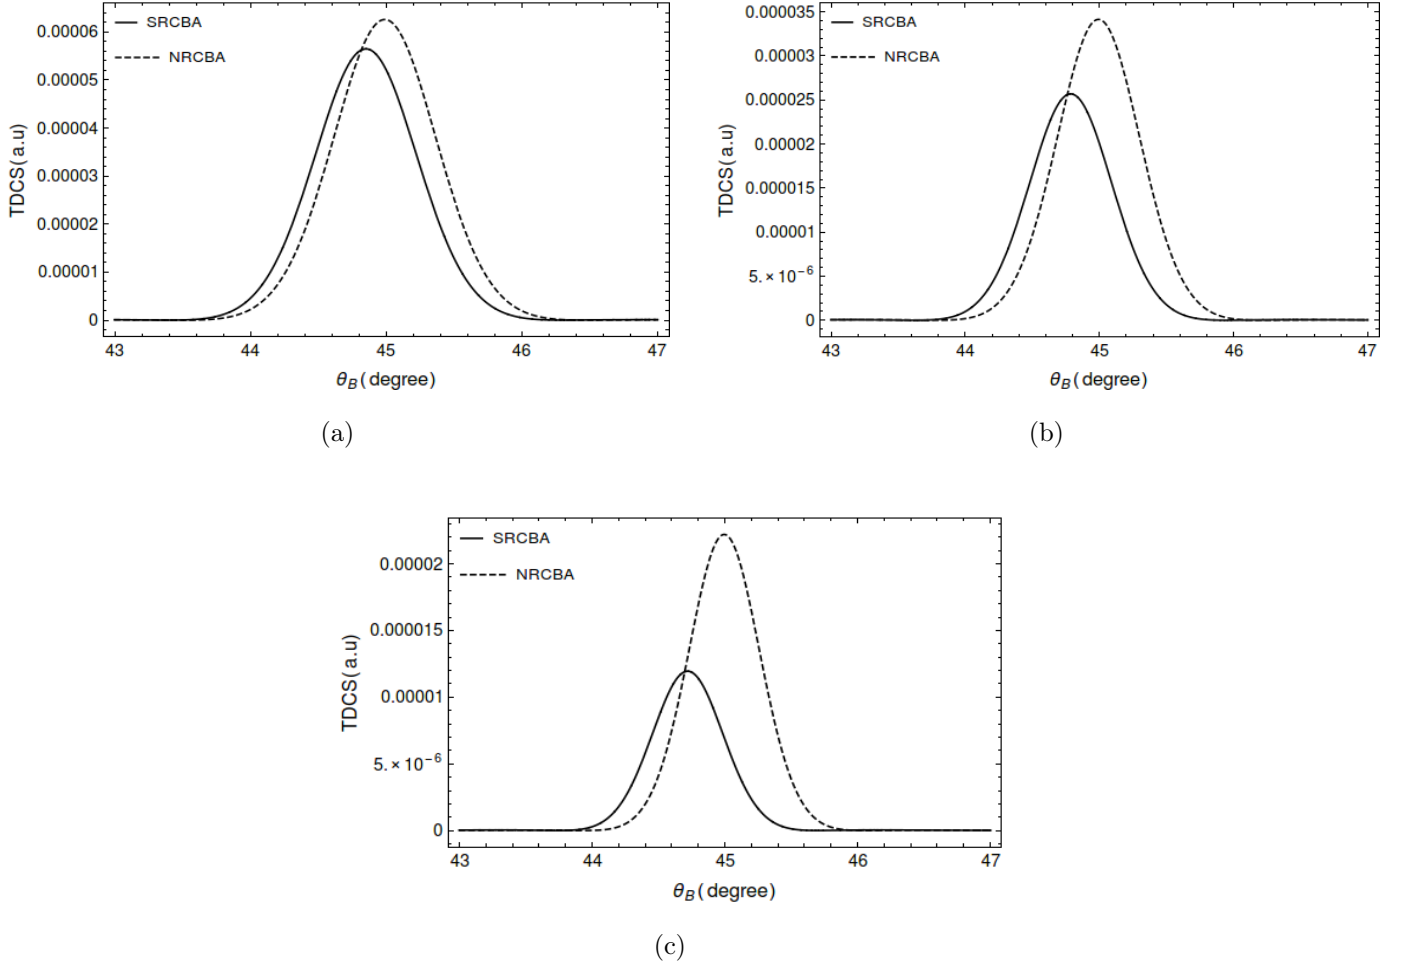 SRCBA
NRCBA
0.00006
0.00005
0.00004
0.00003
0.00002
0.00001
0
TDCS(a.u)
43 44 45 46 47
θB(degree)
(a)
SRCBA
NRCBA
0.000035
0.00003
0.000025
0.00002
0.000015
0.00001
5.×10−6
0
TDCS(a.u)
43 44 45 46 47
θB(degree)
(b)
SRCBA
NRCBA
0.00002
0.000015
0.00001
5.×10−6
0
TDCS(a.u)
43 44 45 46 47
θB(degree)
(c)